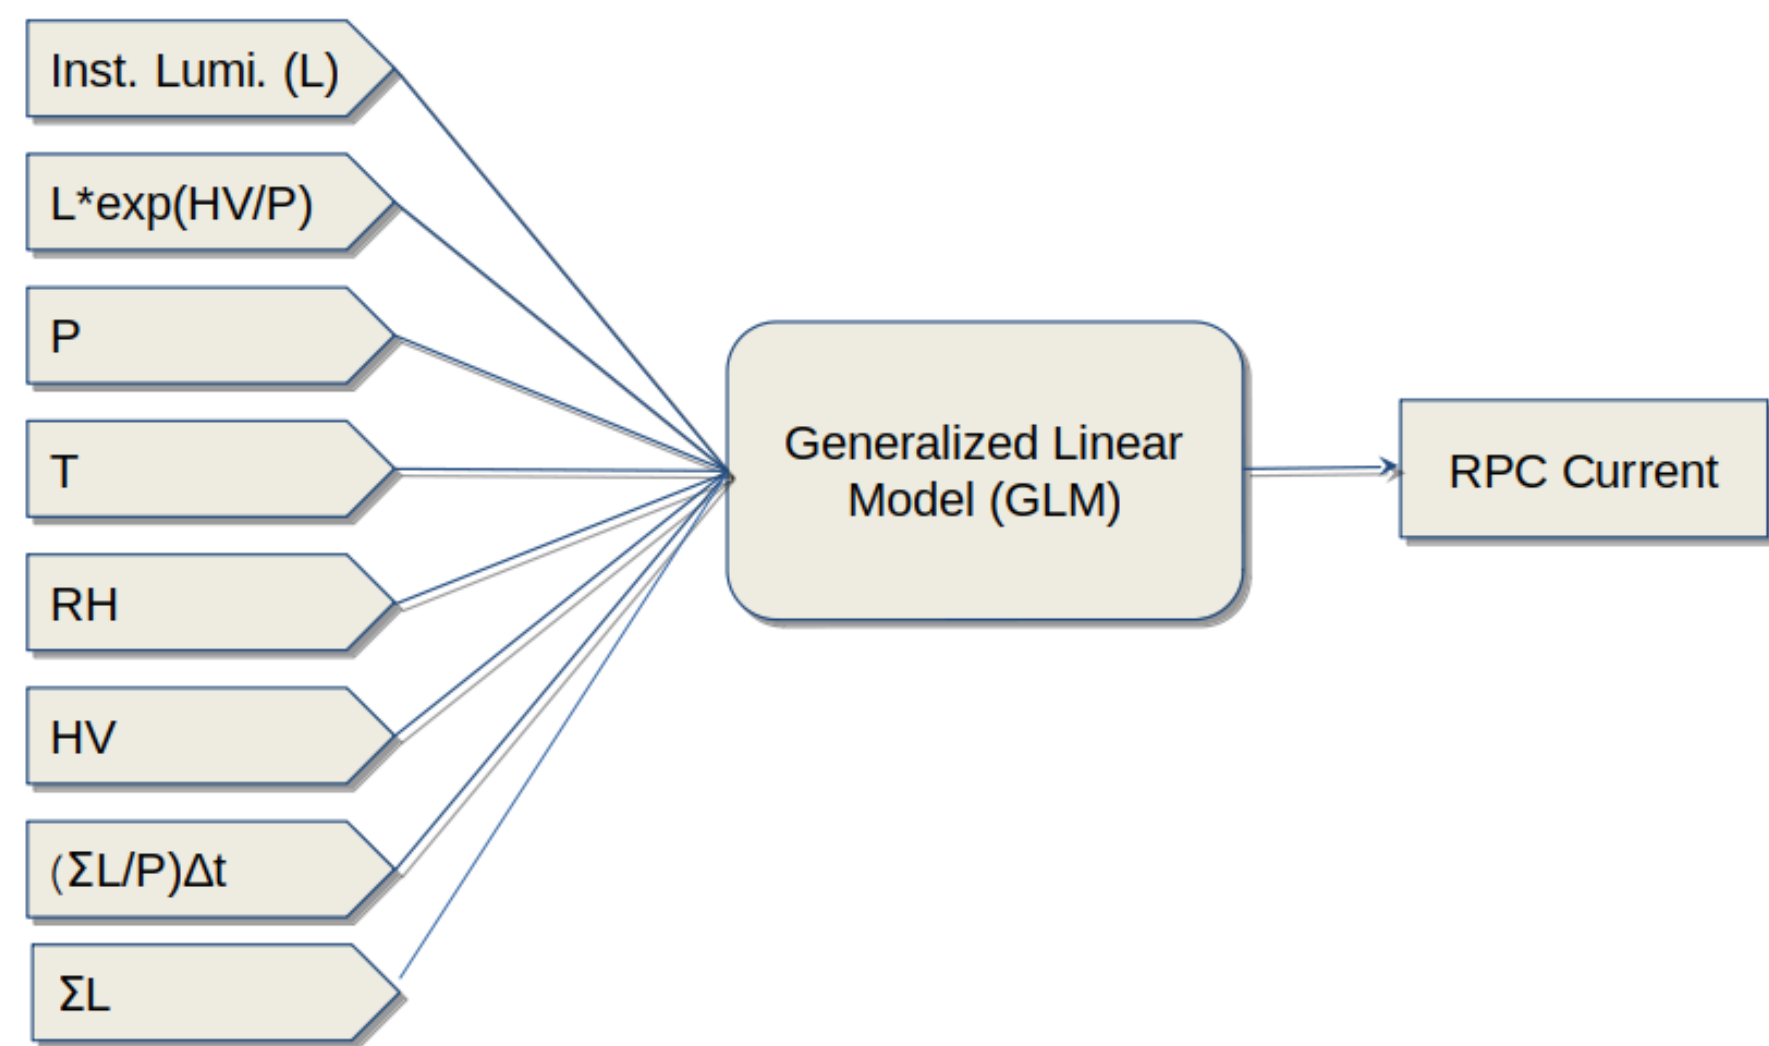 Inst. Lumi. (L)
L*exp(HV/P)
P
T
RH
HV
(ΣL/P)Δt
ΣL
Generalized Linear
Model (GLM)
RPC Current